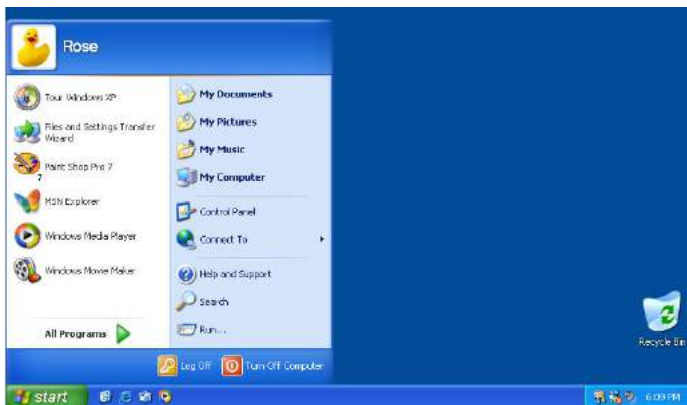 Rose
Tour Windows XP
Files and Settings Transfer
Wizard
Paint Shop Pro 7
7
MSN Explorer
Windows Media Player
Windows Movie Maker
All Programs
My Documents
My Pictures
My Music
My Computer
Control Panel
Connect To
Help and Support
Search
Run...
Log Off
Turn Off Computer
Recycle Bin
start
6:09 PM